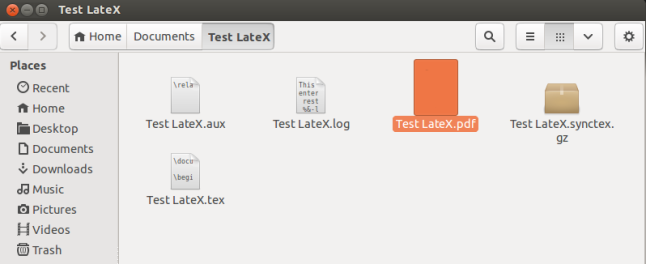 Test LateX
Home
Documents
Test LateX
Places
Recent
Home
Desktop
Documents
Downloads
Music
Pictures
Videos
Trash
\rela
Test LateX.aux
This
enter
rest
%&-l
Test LateX.log
Test LateX.pdf
Test LateX.synctex.
gz
\docu
\begi
Test LateX.tex